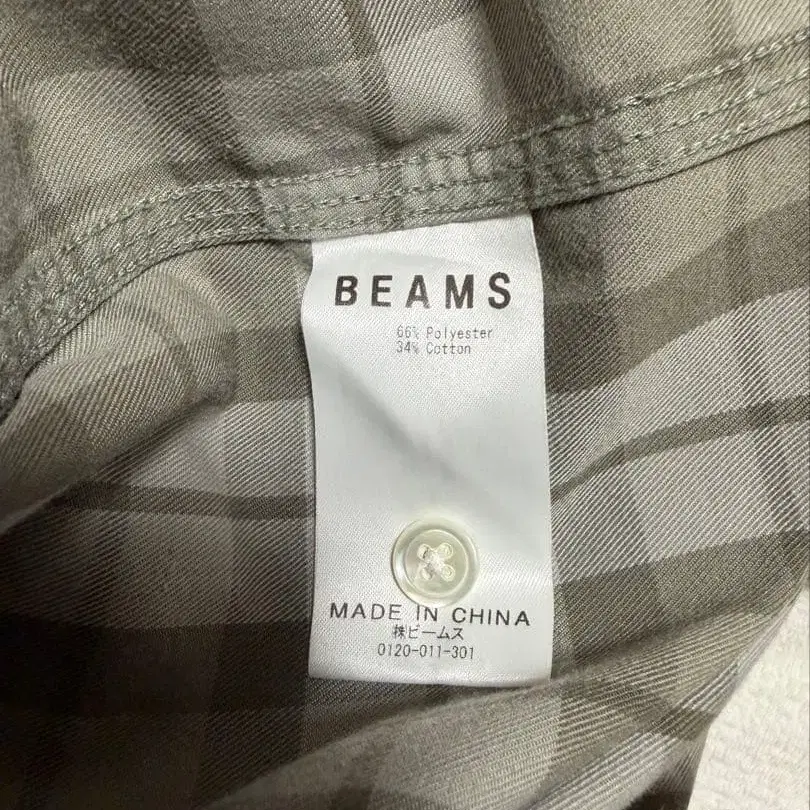 BEAMS
66% Polyester
34% Cotton
MADE IN CHINA
㈱ビームス
0120-011-301